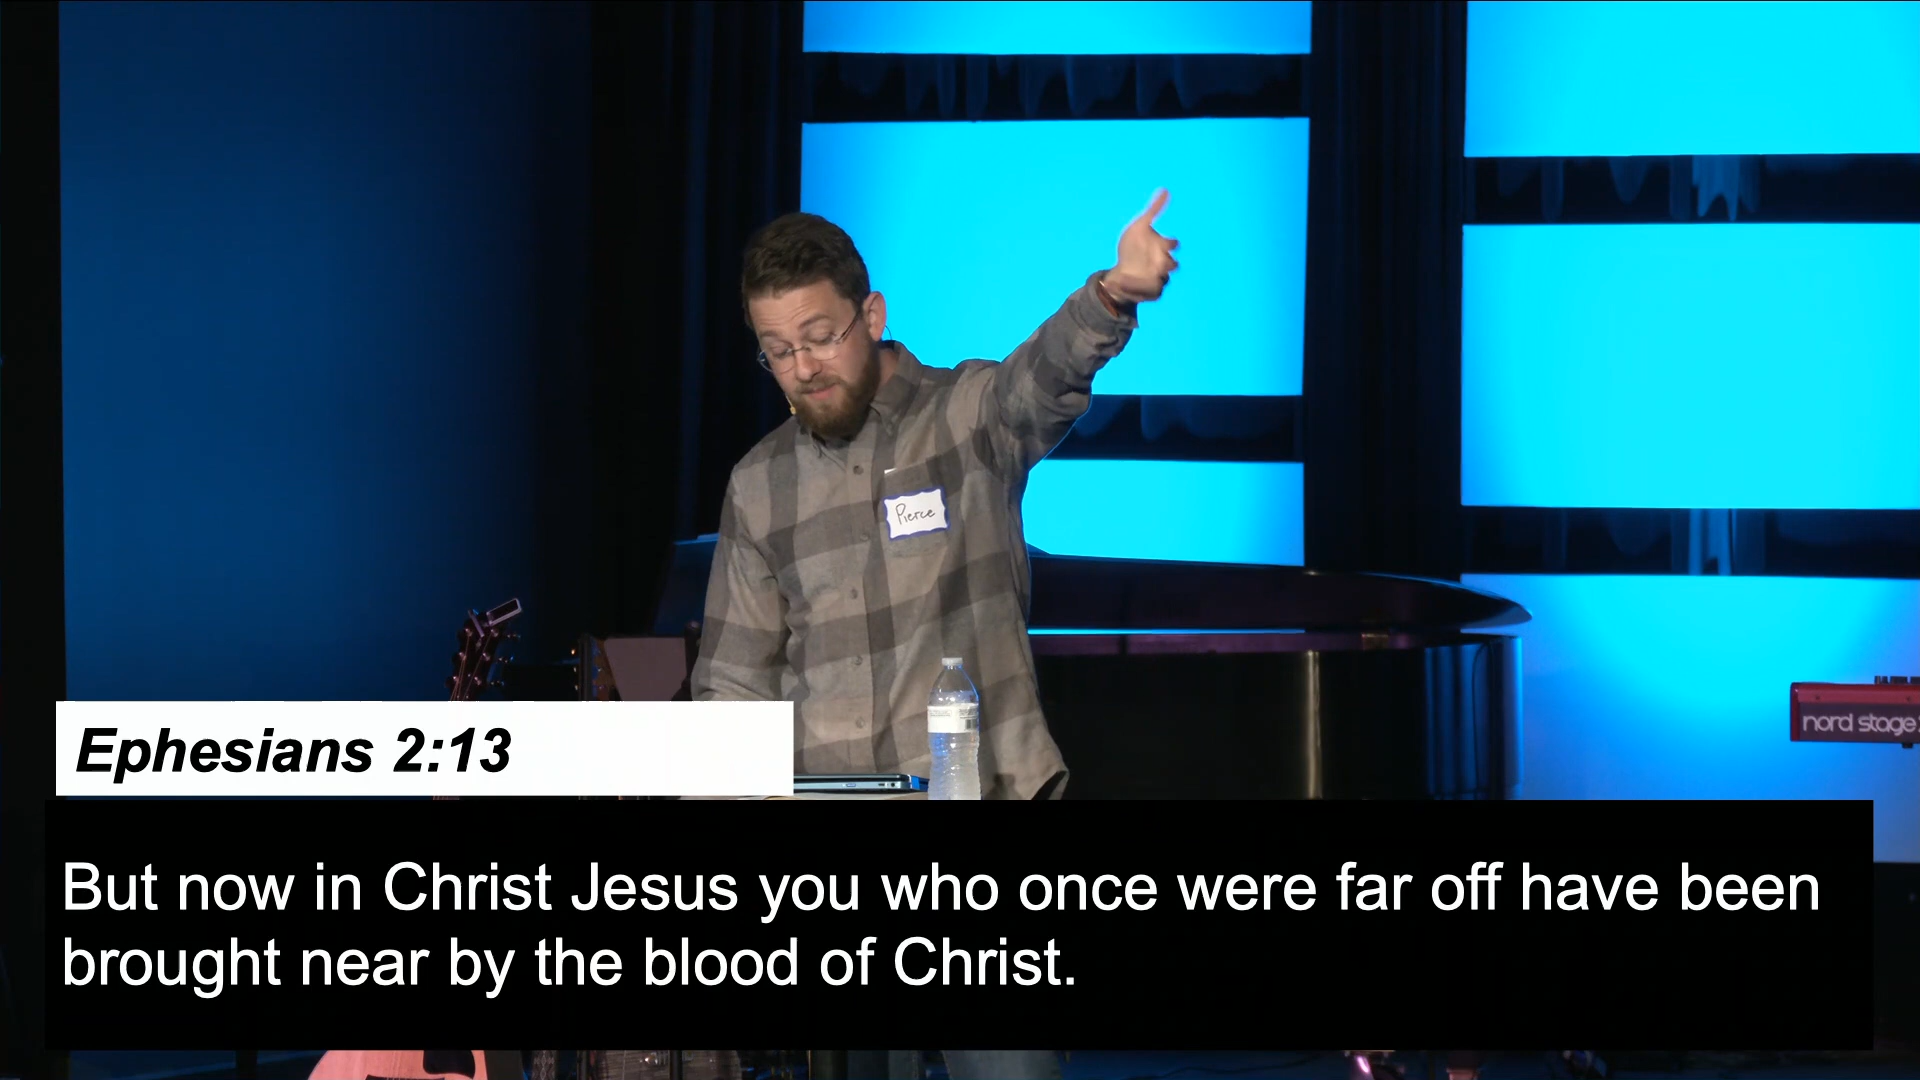 Pierce
nord stage
Ephesians 2:13
But now in Christ Jesus you who once were far off have been
brought near by the blood of Christ.